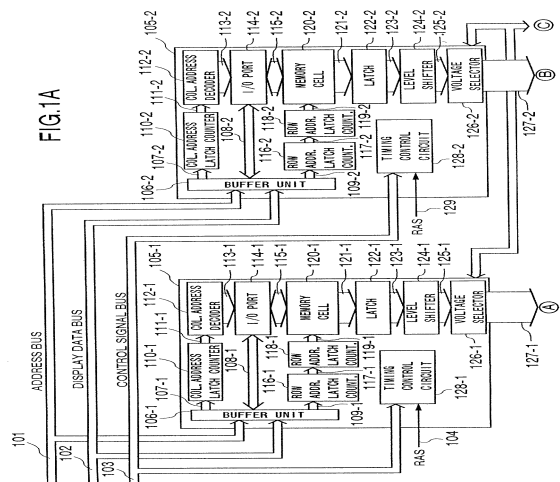 FIG.1A
ADDRESS BUS
DISPLAY DATA BUS
CONTROL SIGNAL BUS
101
102
103
105-1
112-1
111-1
110-1
107-1
106-1
COL. ADDRESS
LATCH COUNTER
COL. ADDRESS
DECODER
113-1
108-1
I/O PORT
114-1
115-1
BUFFER UNIT
118-1
116-1
ROW
ADDR.
LATCH
COUNT.
ROW
ADDR.
LATCH
COUNT.
119-1
117-1
109-1
MEMORY
CELL
120-1
121-1
LATCH
122-1
123-1
LEVEL
SHIFTER
124-1
125-1
VOLTAGE
SELECTOR
126-1
127-1
TIMING
CONTROL
CIRCUIT
128-1
RAS
104
A
105-2
112-2
111-2
110-2
107-2
106-2
COL. ADDRESS
LATCH COUNTER
COL. ADDRESS
DECODER
113-2
108-2
I/O PORT
114-2
115-2
BUFFER UNIT
118-2
116-2
ROW
ADDR.
LATCH
COUNT.
ROW
ADDR.
LATCH
COUNT.
119-2
117-2
109-2
MEMORY
CELL
120-2
121-2
LATCH
122-2
123-2
LEVEL
SHIFTER
124-2
125-2
VOLTAGE
SELECTOR
126-2
127-2
TIMING
CONTROL
CIRCUIT
128-2
RAS
129
B
C